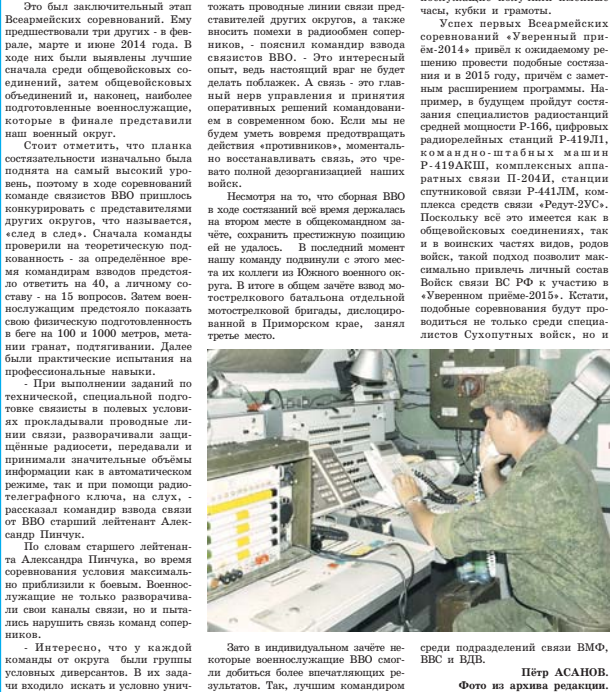 Это был заключительный этап
Всеармейских соревнований. Ему
предшествовали три других - в фев-
рале, марте и июне 2014 года. В
ходе них были выявлены лучшие
сначала среди общевойсковых со-
единений, затем общевойсковых
объединений и, наконец, наиболее
подготовленные военнослужащие,
которые в финале представили
наш военный округ.
Стоит отметить, что планка
состязательности изначально была
поднята на самый высокий уро-
вень, поэтому в ходе соревнований
команде связистов ВВО пришлось
конкурировать с представителями
других округов, что называется,
«след в след». Сначала команды
проверили на теоретическую под-
кованность - за определённое вре-
мя командирам взводов предстоя-
ло ответить на 40, а личному со-
ставу - на 15 вопросов. Затем воен-
нослужащим предстояло показать
свою физическую подготовленность
в беге на 100 и 1000 метров, мета-
нии гранат, подтягивании. Далее
были практические испытания на
профессиональные навыки.
- При выполнении заданий по
технической, специальной подго-
товке связисты в полевых услови-
ях прокладывали проводные ли-
нии связи, разворачивали защи-
щённые радиосети, передавали и
принимали значительные объёмы
информации как в автоматическом
режиме, так и при помощи радио-
телеграфного ключа, на слух, -
рассказал командир взвода связи
от ВВО старший лейтенант Алек-
сандр Пинчук.
По словам старшего лейтенан-
та Александра Пинчука, во время
соревнования условия максималь-
но приблизили к боевым. Военнос-
лужащие не только разворачива-
ли свои каналы связи, но и пыта-
лись нарушить связь команд сопер-
ников.
- Интересно, что у каждой
команды от округа были группы
условных диверсантов. В их зада-
чи входило искать и условно унич-
тожать проводные линии связи пред-
ставителей других округов, а также
вносить помехи в радиообмен сопер-
ников, - пояснил командир взвода
связистов ВВО. - Это интересный
опыт, ведь настоящий враг не будет
делать поблажек. А связь - это глав-
ный нерв управления и принятия
оперативных решений командовани-
ем в современном бою. Если мы не
будем уметь вовремя предотвращать
действия «противников», моменталь-
но восстанавливать связь, это чре-
вато полной дезорганизацией наших
войск.
Несмотря на то, что сборная ВВО
в ходе состязаний всё время держалась
на втором месте в общекомандном за-
чёте, сохранить престижную позицию
ей не удалось. В последний момент
нашу команду подвинули с этого мес-
та их коллеги из Южного военного ок-
руга. В итоге в общем зачёте взвод мо-
тострелкового батальона отдельной
мотострелковой бригады, дислоциро-
ванной в Приморском крае, занял
третье место.
Зато в индивидуальном зачёте не-
которые военнослужащие ВВО смог-
ли добиться более впечатляющих ре-
зультатов. Так, лучшим командиром
часы, кубки и грамоты.
Успех первых Всеармейских
соревнований «Уверенный при-
ём-2014» привёл к ожидаемому ре-
шению провести подобные состяза-
ния и в 2015 году, причём с замет-
ным расширением программы. На-
пример, в будущем пройдут состя-
зания специалистов радиостанций
средней мощности Р-166, цифровых
радиорелейных станций Р-419Л1,
командно-штабных машин
Р-419АКШ, комплексных аппа-
ратных связи П-204И, станции
спутниковой связи Р-441ЛМ, ком-
плекса средств связи «Редут-2УС».
Поскольку всё это имеется как в
общевойсковых соединениях, так
и в воинских частях видов, родов
войск, такой подход позволит мак-
симально привлечь личный состав
Войск связи ВС РФ к участию в
«Уверенном приёме-2015». Кстати,
подобные соревнования будут про-
водиться не только среди специа-
листов Сухопутных войск, но и
среди подразделений связи ВМФ,
ВВС и ВДВ.
Пётр АСАНОВ.
Фото из архива редакции.